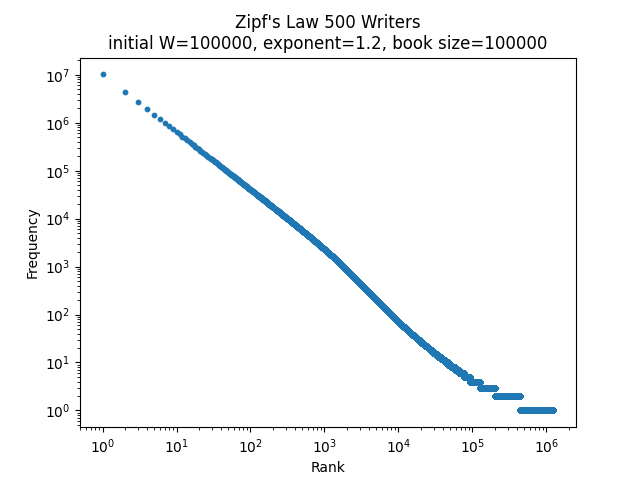 Zipf's Law 500 Writers
initial W=100000, exponent=1.2, book size=100000
10^7
10^6
10^5
10^4
10^3
10^2
10^1
10^0
Frequency
10^0 10^1 10^2 10^3 10^4 10^5 10^6
Rank